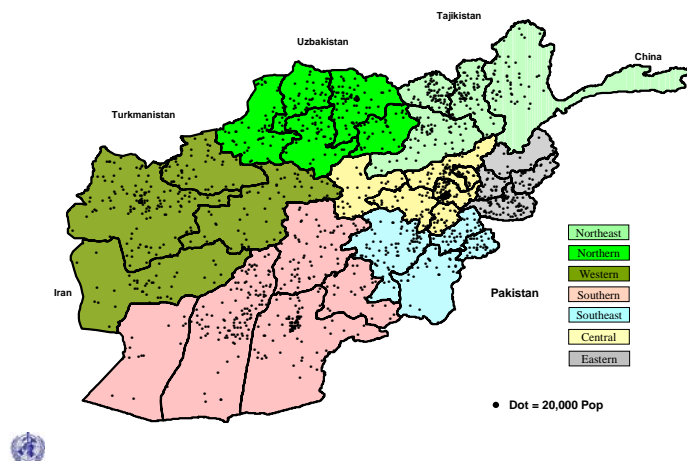 Tajikistan
Uzbakistan
China
Turkmanistan
Northeast
Northern
Western
Iran
Pakistan
Southern
Southeast
Central
Eastern
Dot = 20,000 Pop